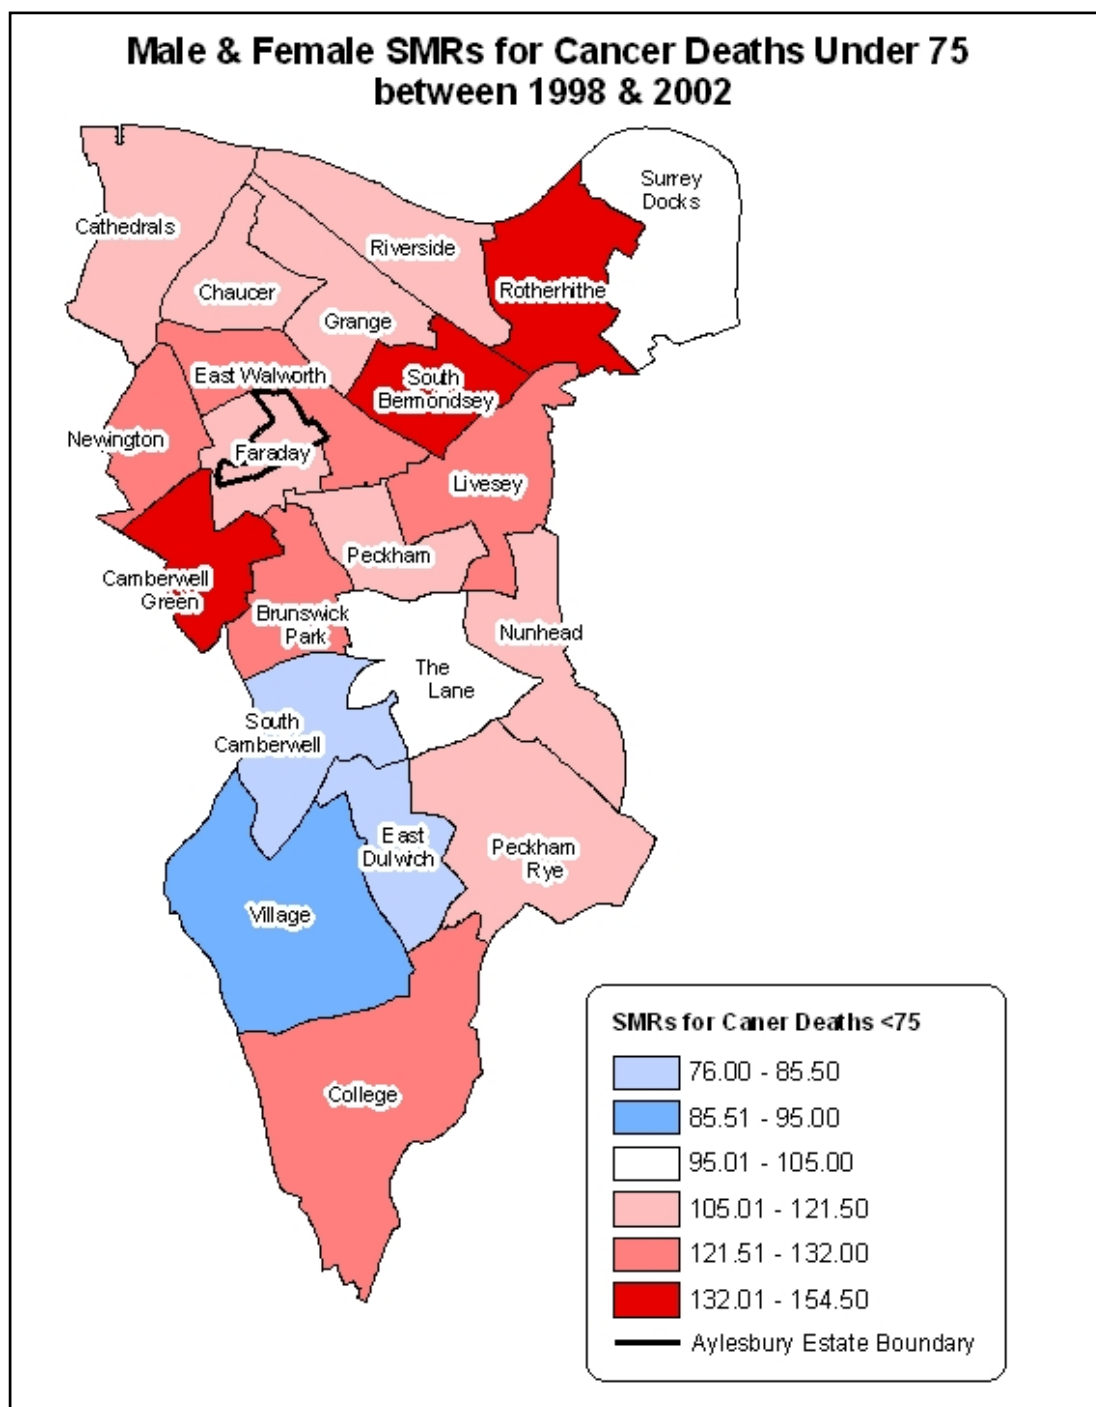 Male & Female SMRs for Cancer Deaths Under 75
between 1998 & 2002
Surrey
Docks
Cathedrals
Riverside
Chaucer
Rotherhithe
Grange
East Walworth
South
Bermondsey
Newington
Faraday
Livesey
Peckham
Camberwell
Green
Brunswick
Park
Nunhead
The
Lane
South
Camberwell
East
Dulwich
Peckham
Rye
Village
College
SMRs for Caner Deaths <75
76.00 - 85.50
85.51 - 95.00
95.01 - 105.00
105.01 - 121.50
121.51 - 132.00
132.01 - 154.50
Aylesbury Estate Boundary